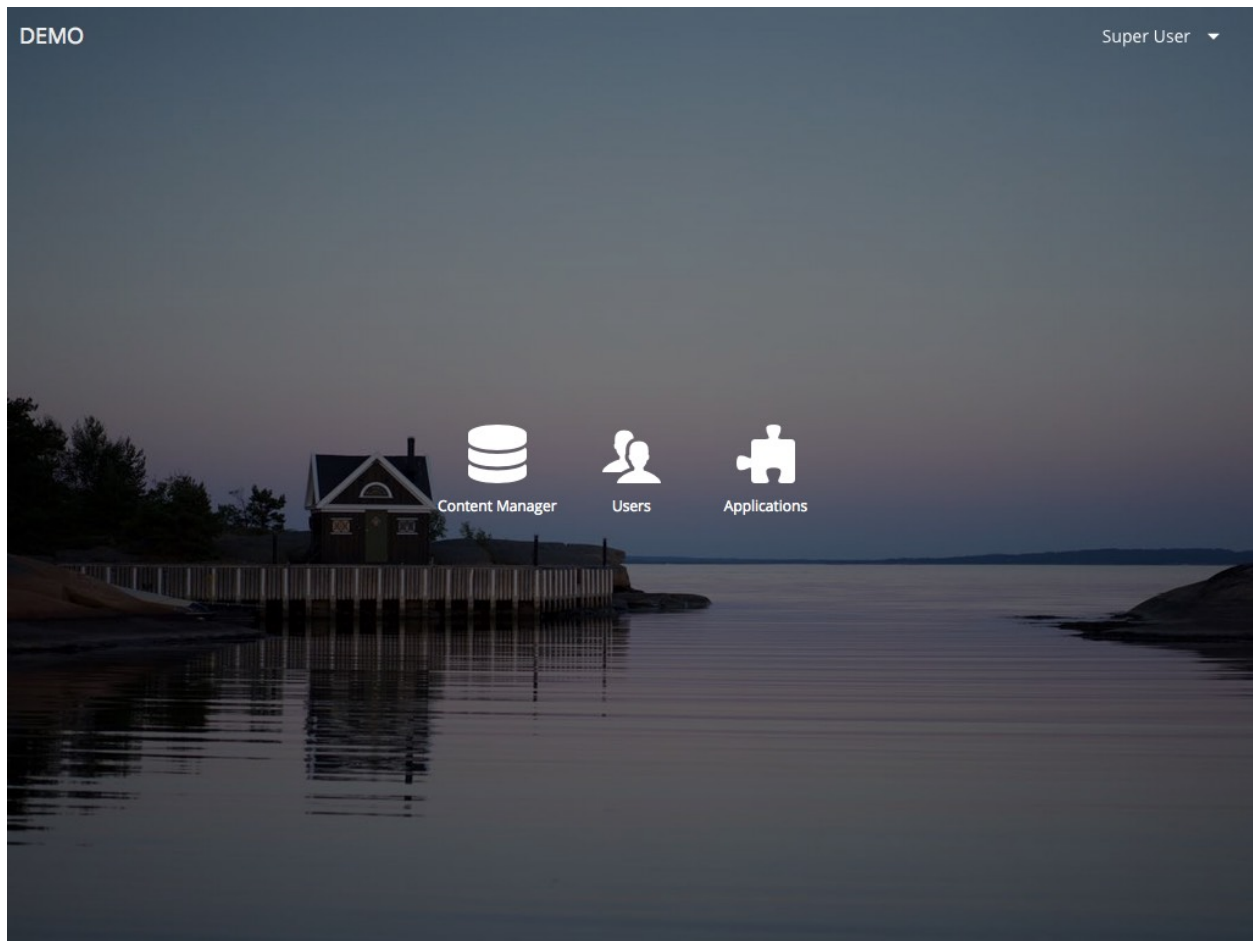 DEMO
Super User
Content Manager
Users
Applications